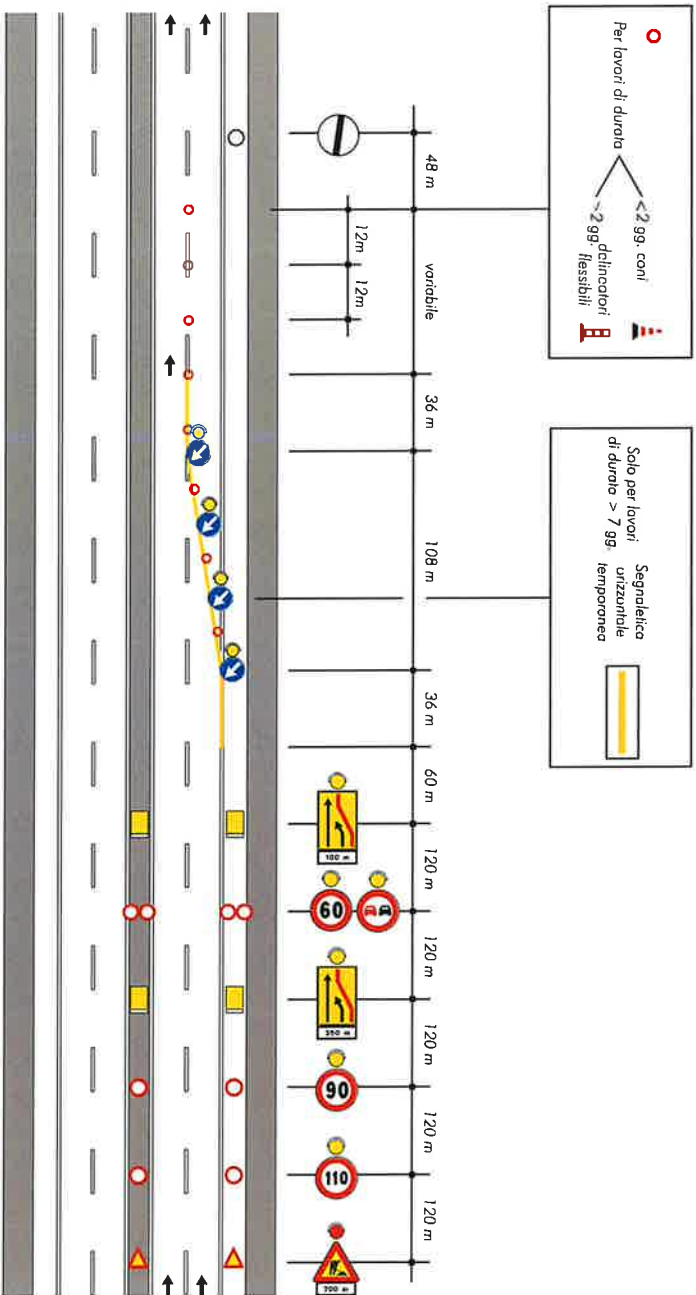 Per lavori di durata
<2 gg. coni
>2 gg. delineatori
flessibili
Solo per lavori
di durata > 7 gg.
Segnaletica
orizzontale
temporanea
48 m
variabile
36 m
108 m
36 m
60 m
120 m
120 m
120 m
120 m
120 m
12m
12m
100 m
60
350 m
90
110
700 m